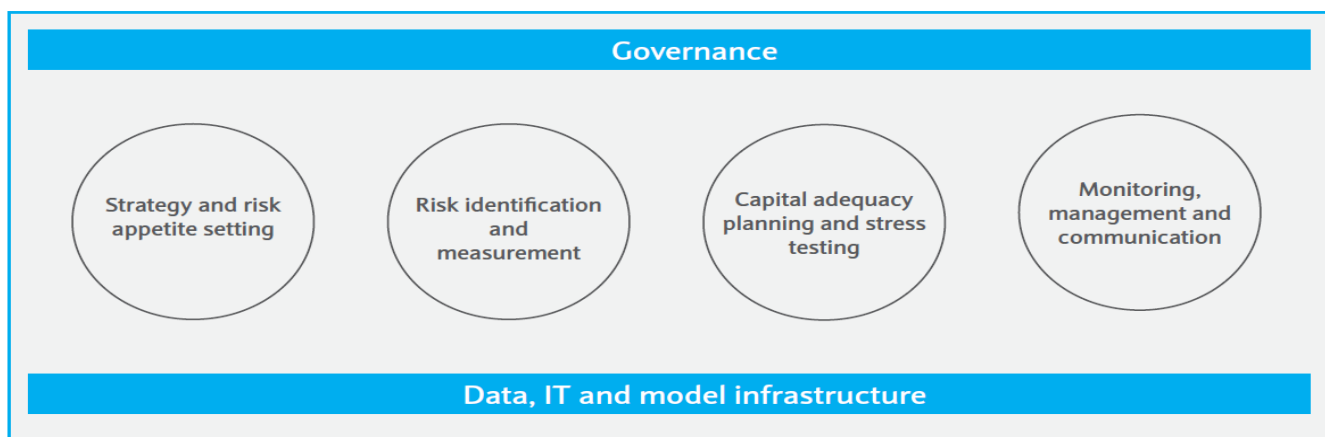 Governance
Strategy and risk
appetite setting
Risk identification
and
measurement
Capital adequacy
planning and stress
testing
Monitoring,
management and
communication
Data, IT and model infrastructure